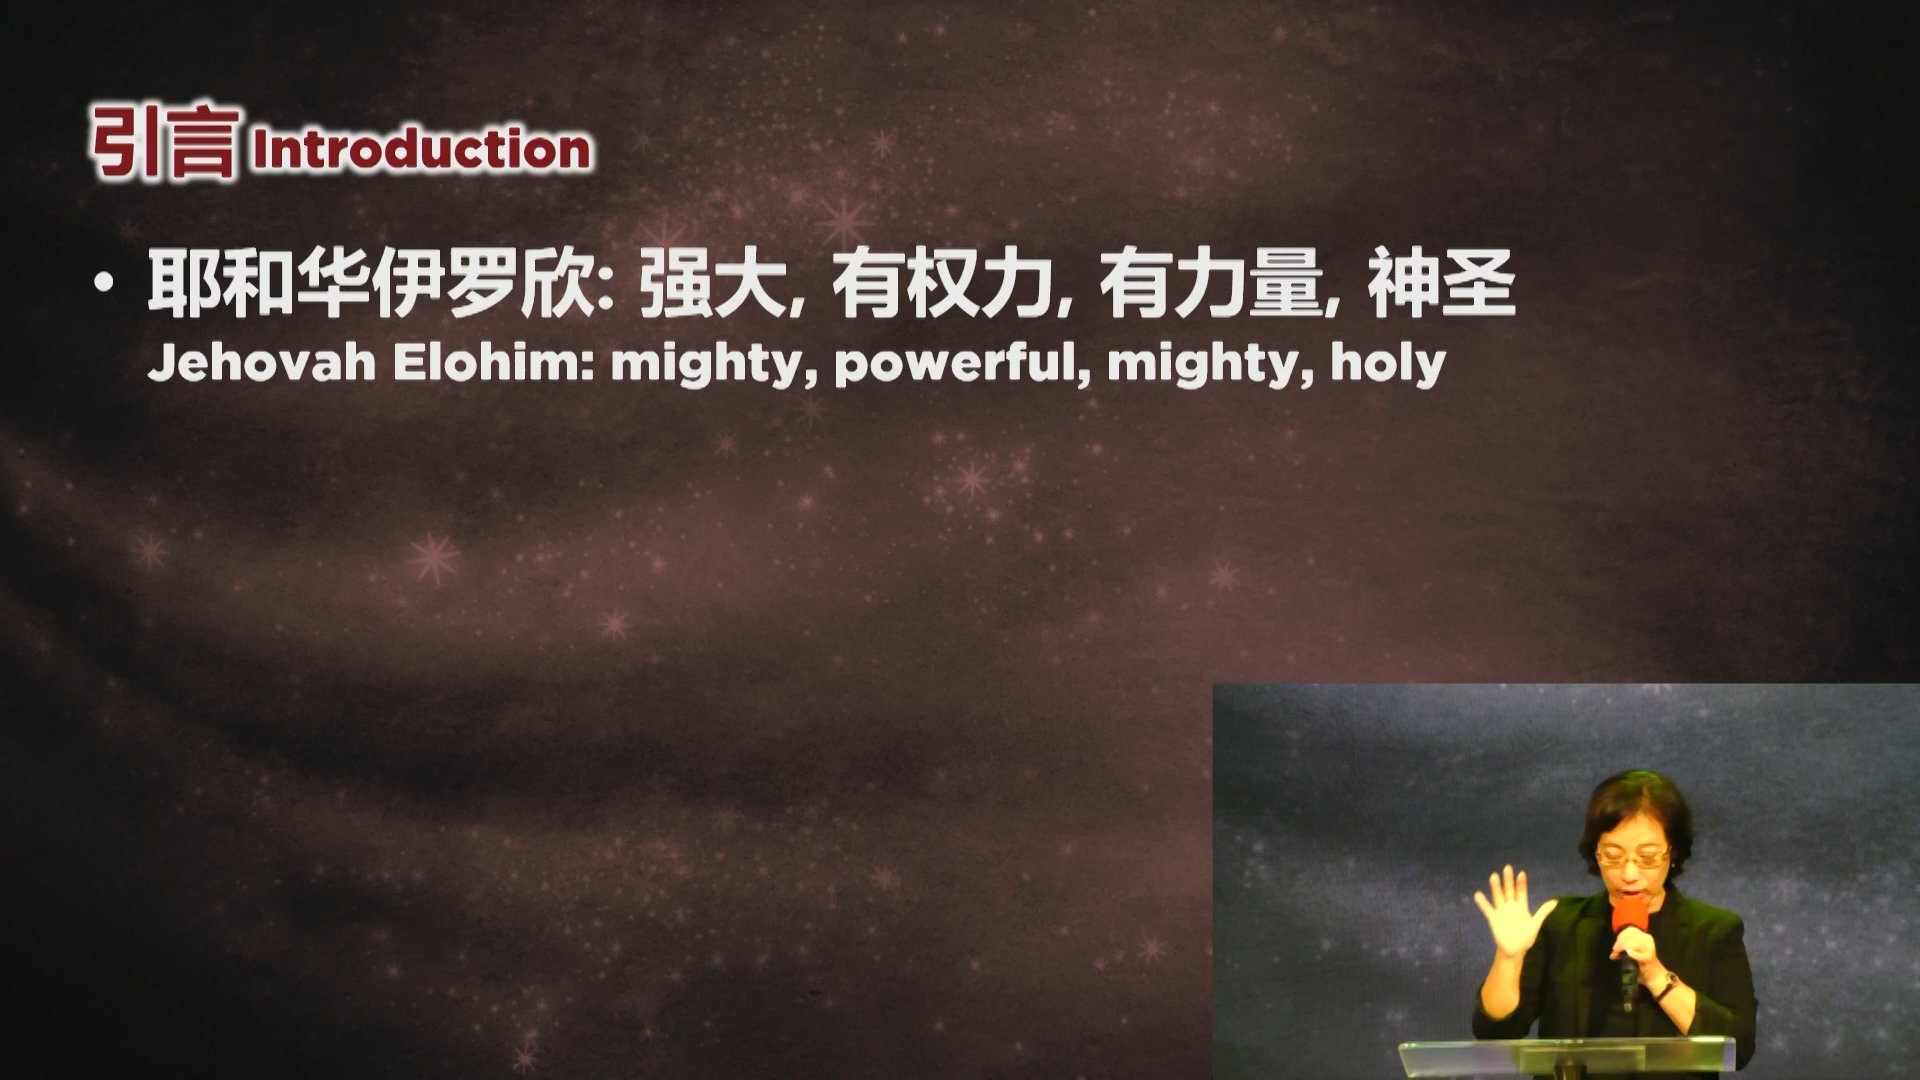 引言 Introduction
• 耶和华伊罗欣: 强大, 有权力, 有力量, 神圣
Jehovah Elohim: mighty, powerful, mighty, holy